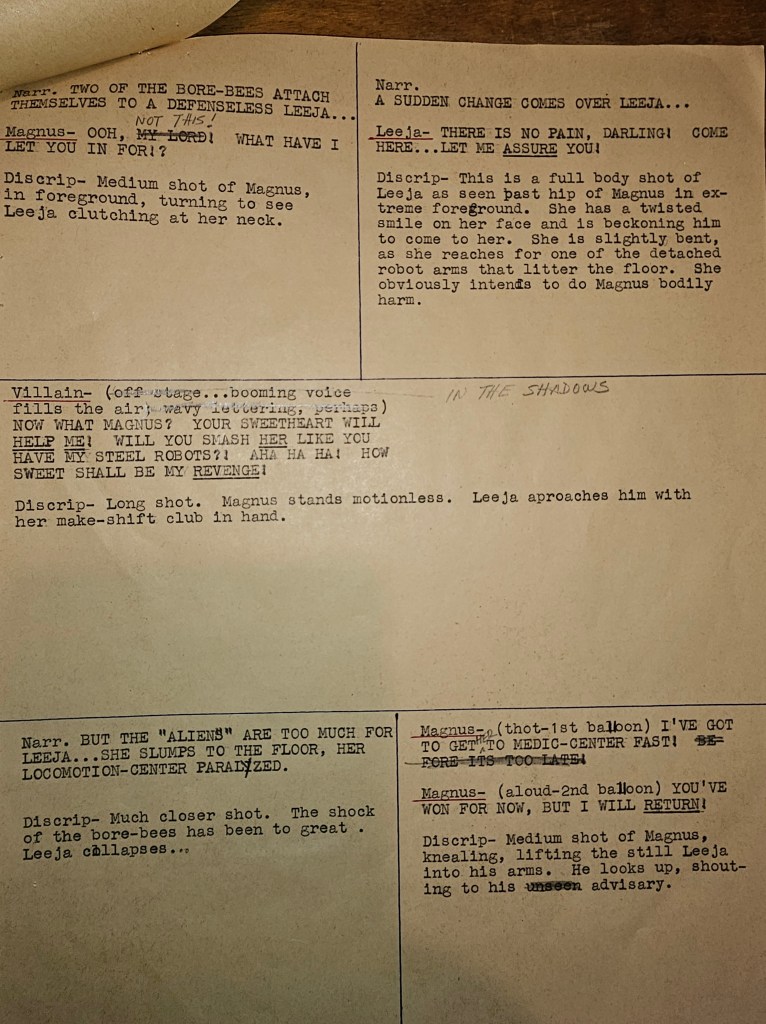 Narr. TWO OF THE BORE-BEES ATTACH
THEMSELVES TO A DEFENSELESS LEEJA...
NOT THIS!
Magnus- OOH, MY LORD! WHAT HAVE I
LET YOU IN FOR!?
Discrip- Medium shot of Magnus,
in foreground, turning to see
Leeja clutching at her neck.
Narr.
A SUDDEN CHANGE COMES OVER LEEJA...
Leeja- THERE IS NO PAIN, DARLING! COME
HERE...LET ME ASSURE YOU!
Discrip- This is a full body shot of
Leeja as seen past hip of Magnus in ex-
treme foreground. She has a twisted
smile on her face and is beckoning him
to come to her. She is slightly bent,
as she reaches for one of the detached
robot arms that litter the floor. She
obviously intends to do Magnus bodily
harm.
Villain- (off stage...booming voice
IN THE SHADOWS
fills the air; wavy lettering, perhaps)
NOW WHAT MAGNUS? YOUR SWEETHEART WILL
HELP ME! WILL YOU SMASH HER LIKE YOU
HAVE MY STEEL ROBOTS?! AHA HA HA! HOW
SWEET SHALL BE MY REVENGE!
Discrip- Long shot. Magnus stands motionless. Leeja aproaches him with
her make-shift club in hand.
Narr. BUT THE "ALIENS" ARE TOO MUCH FOR
LEEJA...SHE SLUMPS TO THE FLOOR, HER
LOCOMOTION-CENTER PARALYZED.
Discrip- Much closer shot. The shock
of the bore-bees has been to great .
Leeja collapses...
Magnus- (thot-1st balloon) I'VE GOT
TO GET TO MEDIC-CENTER FAST! BE-
FORE ITS TOO LATE!
Magnus- (aloud-2nd balloon) YOU'VE
WON FOR NOW, BUT I WILL RETURN!
Discrip- Medium shot of Magnus,
knealing, lifting the still Leeja
into his arms. He looks up, shout-
ing to his unseen advisary.